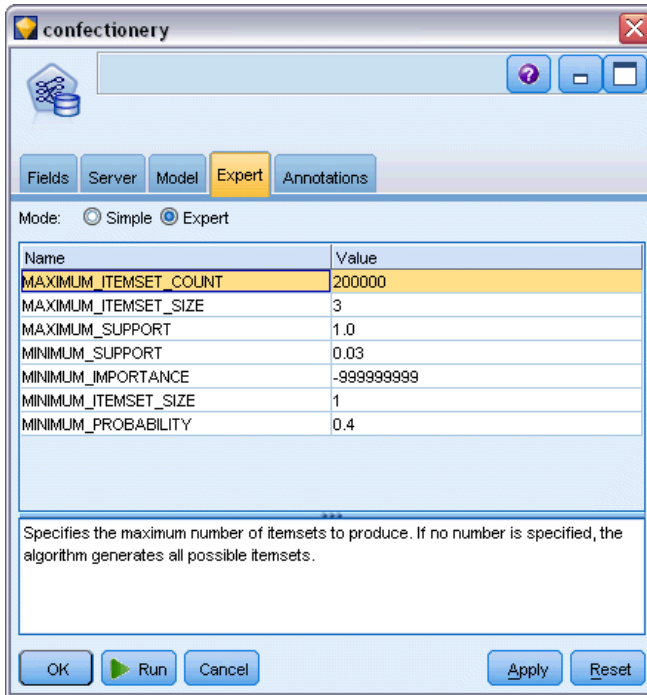 confectionery
Fields Server Model Expert Annotations
Mode: Simple Expert
Name Value
MAXIMUM_ITEMSET_COUNT 200000
MAXIMUM_ITEMSET_SIZE 3
MAXIMUM_SUPPORT 1.0
MINIMUM_SUPPORT 0.03
MINIMUM_IMPORTANCE -999999999
MINIMUM_ITEMSET_SIZE 1
MINIMUM_PROBABILITY 0.4
Specifies the maximum number of itemsets to produce. If no number is specified, the
algorithm generates all possible itemsets.
OK Run Cancel Apply Reset